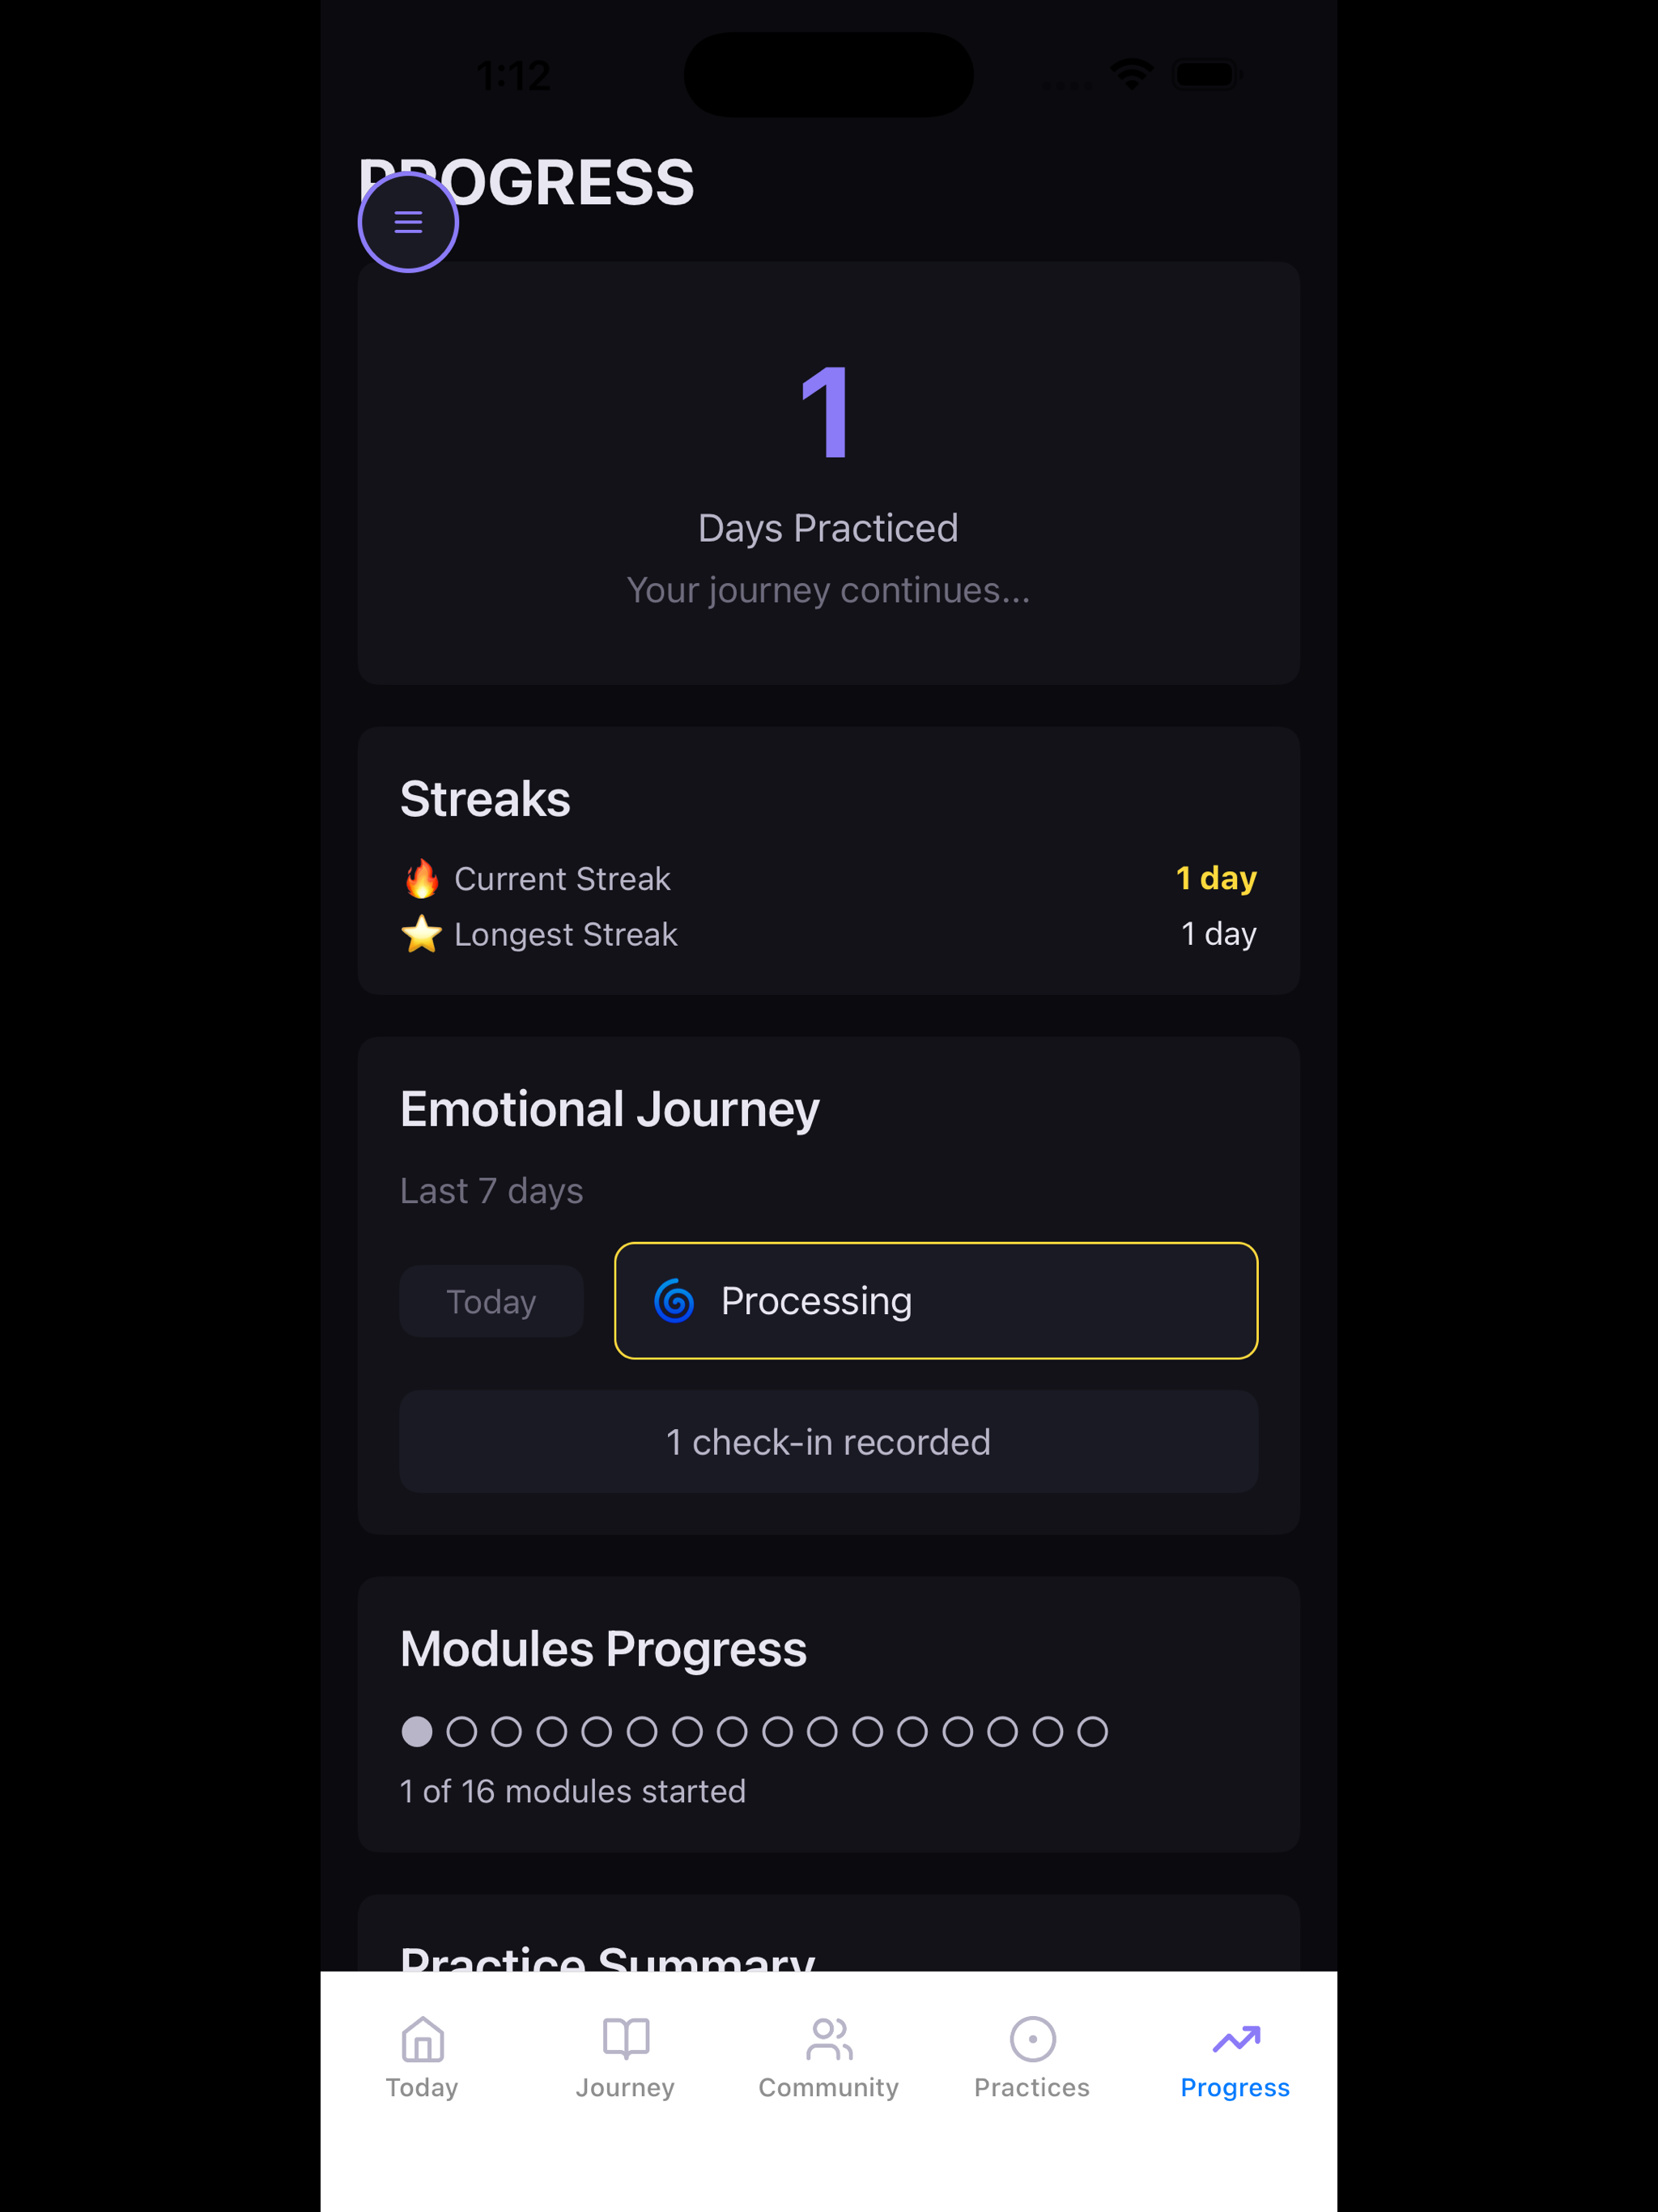 1:12
PROGRESS
1
Days Practiced
Your journey continues...
Streaks
🔥 Current Streak 1 day
⭐ Longest Streak 1 day
Emotional Journey
Last 7 days
Today 🌀 Processing
1 check-in recorded
Modules Progress
1 of 16 modules started
Practice Summary
Today Journey Community Practices Progress